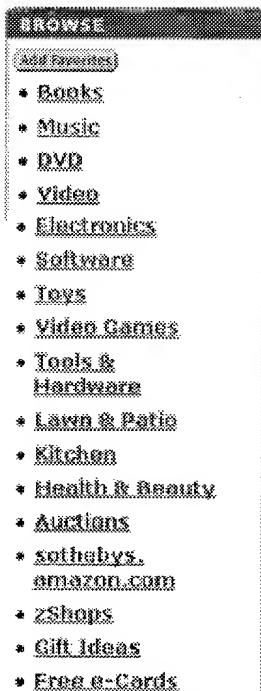 BROWSE
Add Favorites
• Books
• Music
• DVD
• Video
• Electronics
• Software
• Toys
• Video Games
• Tools &
Hardware
• Lawn & Patio
• Kitchen
• Health & Beauty
• Auctions
• sothebys.
amazon.com
• zShops
• Gift Ideas
• Free e-Cards